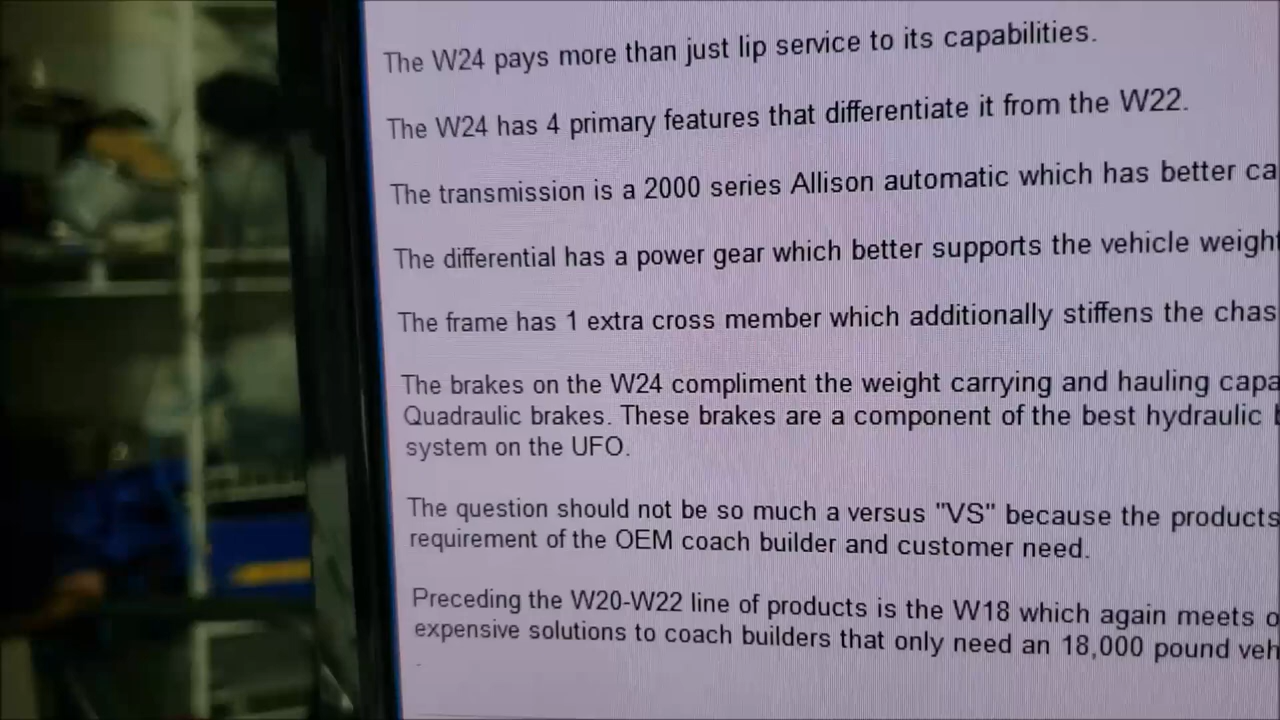 The W24 pays more than just lip service to its capabilities.
The W24 has 4 primary features that differentiate it from the W22.
The transmission is a 2000 series Allison automatic which has better ca
The differential has a power gear which better supports the vehicle weight
The frame has 1 extra cross member which additionally stiffens the chas
The brakes on the W24 compliment the weight carrying and hauling capa
Quadraulic brakes. These brakes are a component of the best hydraulic
system on the UFO.
The question should not be so much a versus "VS" because the products
requirement of the OEM coach builder and customer need.
Preceding the W20-W22 line of products is the W18 which again meets o
expensive solutions to coach builders that only need an 18,000 pound veh